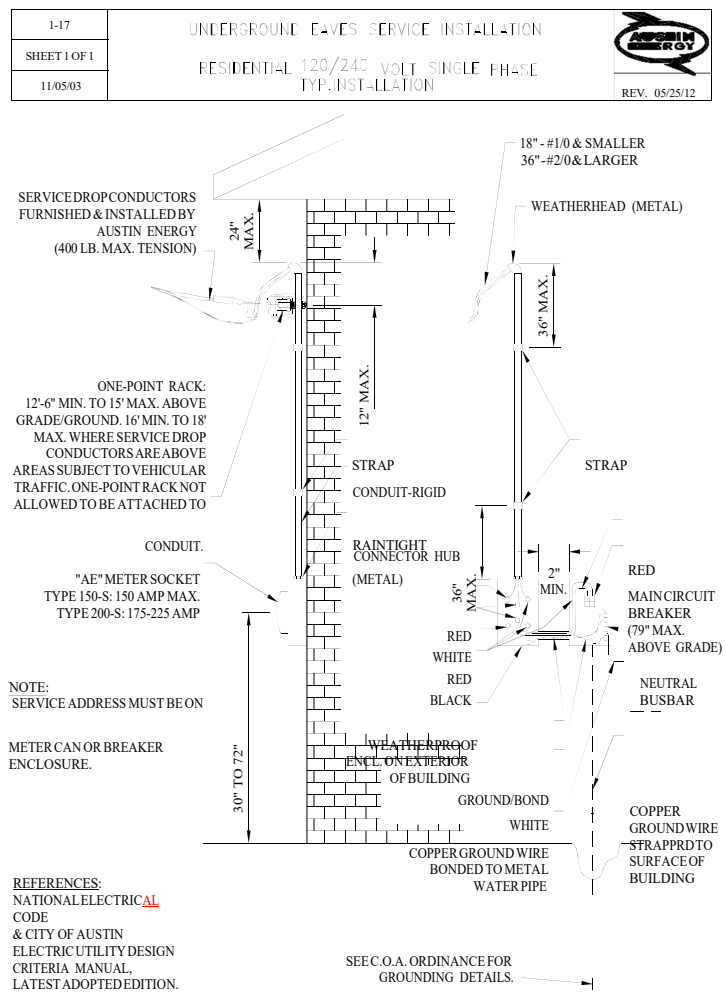 1-17
SHEET 1 OF 1
11/05/03
UNDERGROUND EAVES SERVICE INSTALLATION
RESIDENTIAL 120/240 VOLT SINGLE PHASE
TYP. INSTALLATION
AUSTIN
ENERGY
REV. 05/25/12
18" - #1/0 & SMALLER
36" - #2/0 & LARGER
SERVICE DROP CONDUCTORS
FURNISHED & INSTALLED BY
AUSTIN ENERGY
(400 LB. MAX. TENSION)
24"
MAX.
WEATHERHEAD (METAL)
36" MAX.
12" MAX.
ONE-POINT RACK:
12'-6" MIN. TO 15' MAX. ABOVE
GRADE/GROUND. 16' MIN. TO 18'
MAX. WHERE SERVICE DROP
CONDUCTORS ARE ABOVE
AREAS SUBJECT TO VEHICULAR
TRAFFIC. ONE-POINT RACK NOT
ALLOWED TO BE ATTACHED TO
CONDUIT.
STRAP
CONDUIT-RIGID
STRAP
RAINTIGHT
CONNECTOR HUB
(METAL)
"AE" METER SOCKET
TYPE 150-S: 150 AMP MAX.
TYPE 200-S: 175-225 AMP
36"
MAX.
2"
MIN.
RED
MAIN CIRCUIT
BREAKER
(79" MAX.
ABOVE GRADE)
RED
WHITE
RED
BLACK
NEUTRAL
BUSBAR
NOTE:
SERVICE ADDRESS MUST BE ON
METER CAN OR BREAKER
ENCLOSURE.
30" TO 72"
WEATHERPROOF
ENCL. ON EXTERIOR
OF BUILDING
GROUND/BOND
WHITE
COPPER GROUND WIRE
BONDED TO METAL
WATER PIPE
COPPER
GROUND WIRE
STRAPPRD TO
SURFACE OF
BUILDING
REFERENCES:
NATIONAL ELECTRICAL
CODE
& CITY OF AUSTIN
ELECTRIC UTILITY DESIGN
CRITERIA MANUAL,
LATEST ADOPTED EDITION.
SEE C.O.A. ORDINANCE FOR
GROUNDING DETAILS.